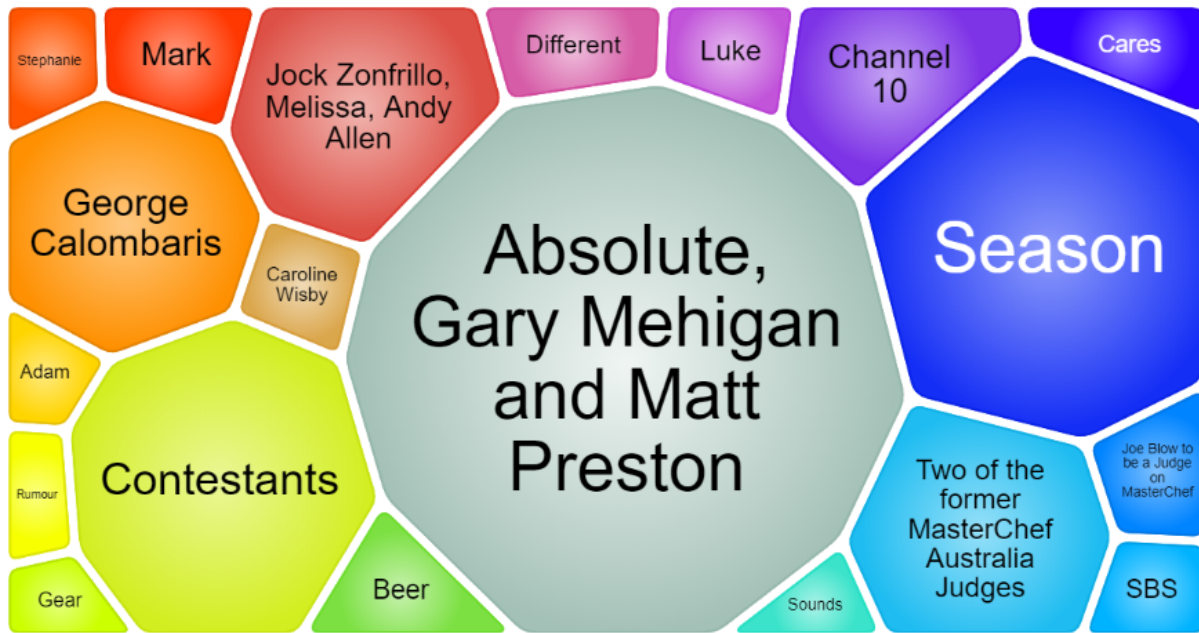 Stephanie
Mark
Jock Zonfrillo,
Melissa, Andy
Allen
Different
Luke
Channel
10
Cares
George
Calombaris
Caroline
Wisby
Absolute,
Gary Mehigan
and Matt
Preston
Season
Adam
Contestants
Rumour
Gear
Beer
Sounds
Two of the
former
MasterChef
Australia
Judges
Joe Blow to
be a Judge
on
MasterChef
SBS